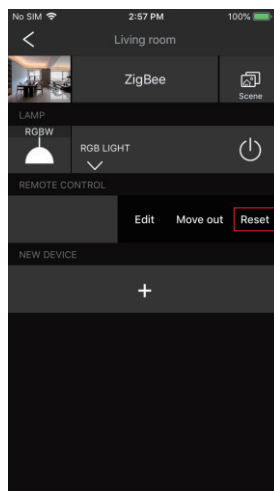 No SIM 2:57 PM 100%
Living room
ZigBee
Scene
LAMP
RGBW
RGB LIGHT
REMOTE CONTROL
Edit Move out Reset
NEW DEVICE
+